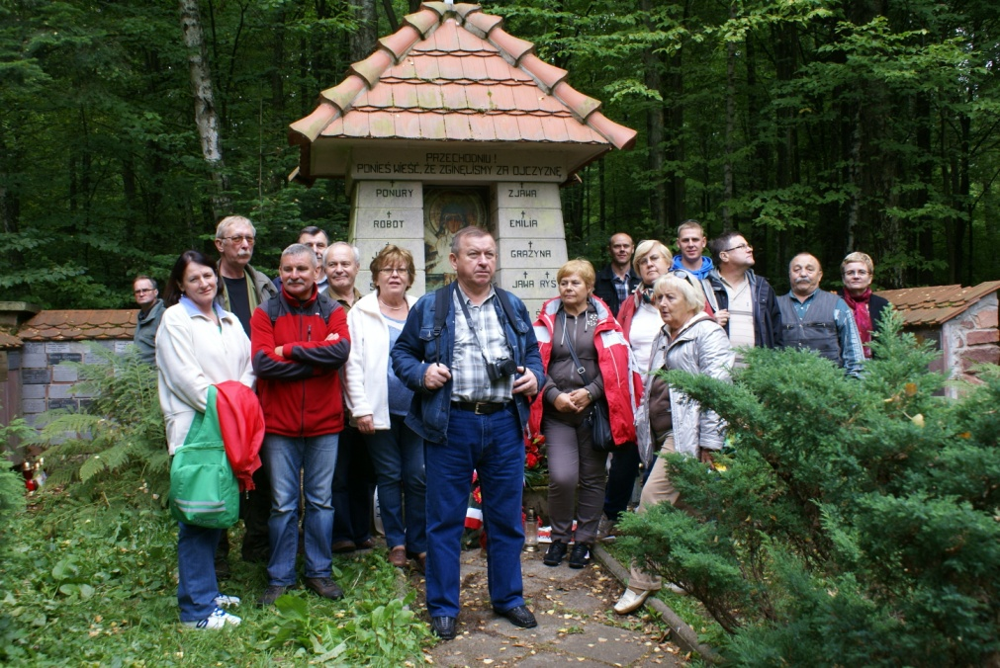 PRZECHODNIU !
PONIEŚ WIEŚĆ, ŻE ZGINĘLIŚMY ZA OJCZYZNĘ
PONURY
ROBOT
ZJAWA
EMILIA
GRAŻYNA
JAWA RYŚ